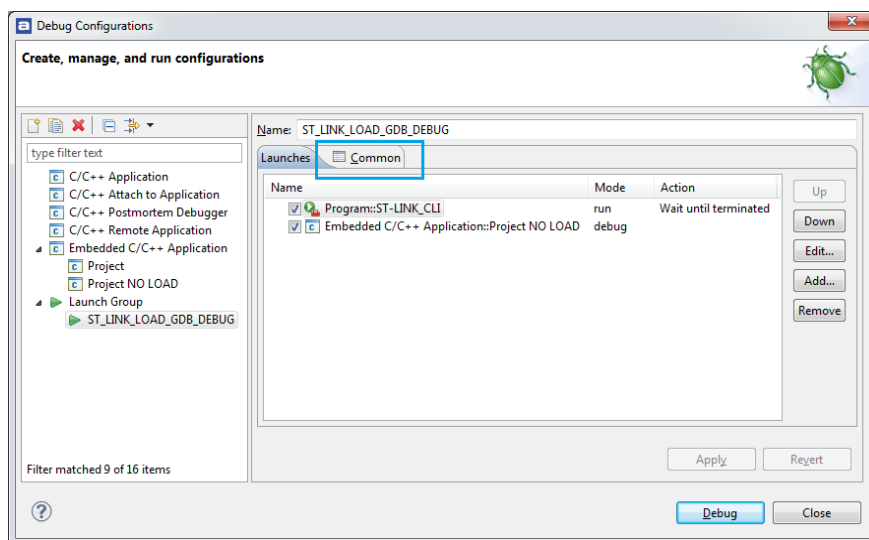 Debug Configurations
Create, manage, and run configurations
Name: ST_LINK_LOAD_GDB_DEBUG
type filter text
Launches
Common
C/C++ Application
C/C++ Attach to Application
C/C++ Postmortem Debugger
C/C++ Remote Application
Embedded C/C++ Application
Project
Project NO LOAD
Launch Group
ST_LINK_LOAD_GDB_DEBUG
Filter matched 9 of 16 items
Name Mode Action
Program::ST-LINK_CLI run Wait until terminated
Embedded C/C++ Application::Project NO LOAD debug
Up
Down
Edit...
Add...
Remove
Apply Revert
? Debug Close